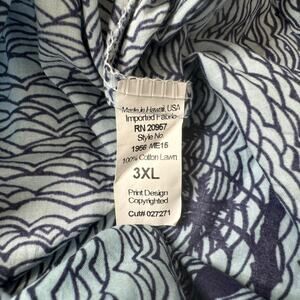 Made in Hawaii, USA
Imported Fabric
RN 20967
Style No.
1956 ME15
100% Cotton Lawn
3XL
Print Design
Copyrighted
Cut# 027271